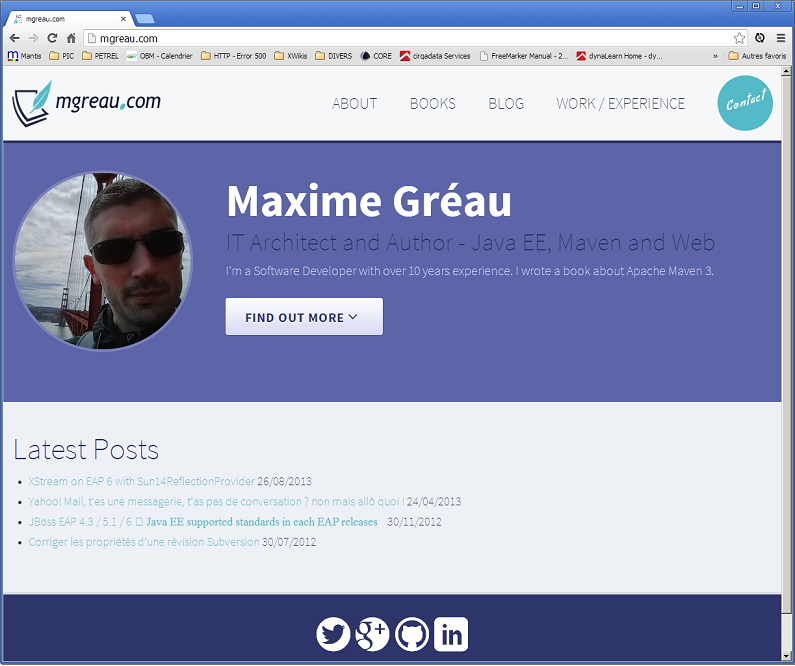 mgreau.com
mgreau.com
Mantis PIC PETREL OBM - Calendrier HTTP - Error 500 XWikis DIVERS CORE cirqadata Services FreeMarker Manual - 2... dynaLearn Home - dy... » Autres favoris
mgreau.com ABOUT BOOKS BLOG WORK / EXPERIENCE Contact
Maxime Gréau
IT Architect and Author - Java EE, Maven and Web
I'm a Software Developer with over 10 years experience. I wrote a book about Apache Maven 3.
FIND OUT MORE
Latest Posts
XStream on EAP 6 with Sun14ReflectionProvider 26/08/2013
Yahoo! Mail, t'es une messagerie, t'as pas de conversation ? non mais allô quoi ! 24/04/2013
JBoss EAP 4.3 / 5.1 / 6 Java EE supported standards in each EAP releases 30/11/2012
Corriger les propriétés d'une révision Subversion 30/07/2012
g+ in